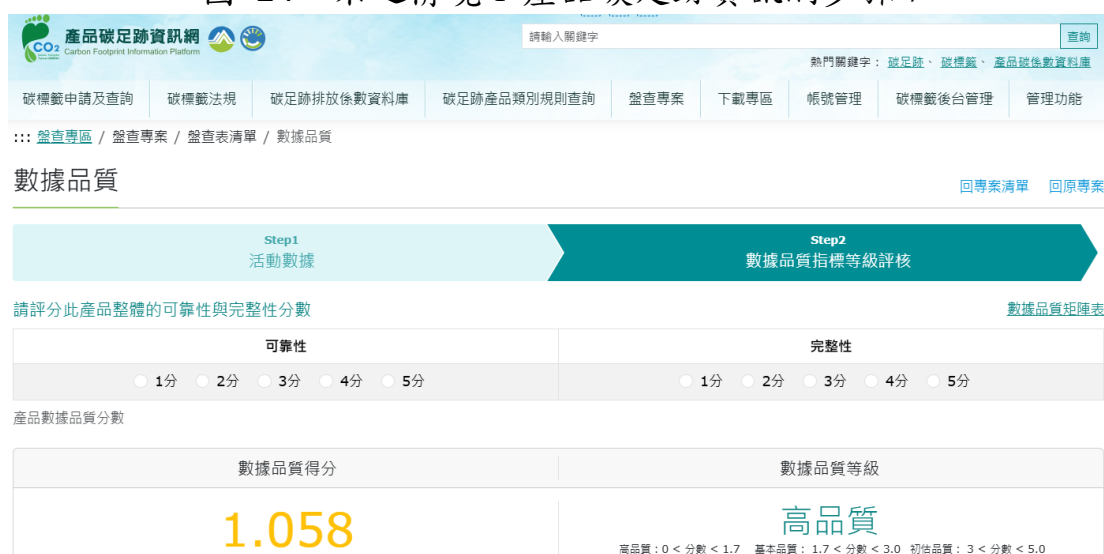 產品碳足跡資訊網
Carbon Footprint Information Platform
CO2
請輸入關鍵字
查詢
熱門關鍵字： 碳足跡、 碳標籤、 產品碳係數資料庫
碳標籤申請及查詢 碳標籤法規 碳足跡排放係數資料庫 碳足跡產品類別規則查詢 盤查專案 下載專區 帳號管理 碳標籤後台管理 管理功能
::: 盤查專區 / 盤查專案 / 盤查表清單 / 數據品質
數據品質
回專案清單 回原專案
Step1
活動數據
Step2
數據品質指標等級評核
請評分此產品整體的可靠性與完整性分數
數據品質矩陣表
可靠性 完整性
1分 2分 3分 4分 5分 1分 2分 3分 4分 5分
產品數據品質分數
數據品質得分 數據品質等級
1.058
高品質
高品質：0 < 分數 < 1.7 基本品質：1.7 < 分數 < 3.0 初估品質：3 < 分數 < 5.0